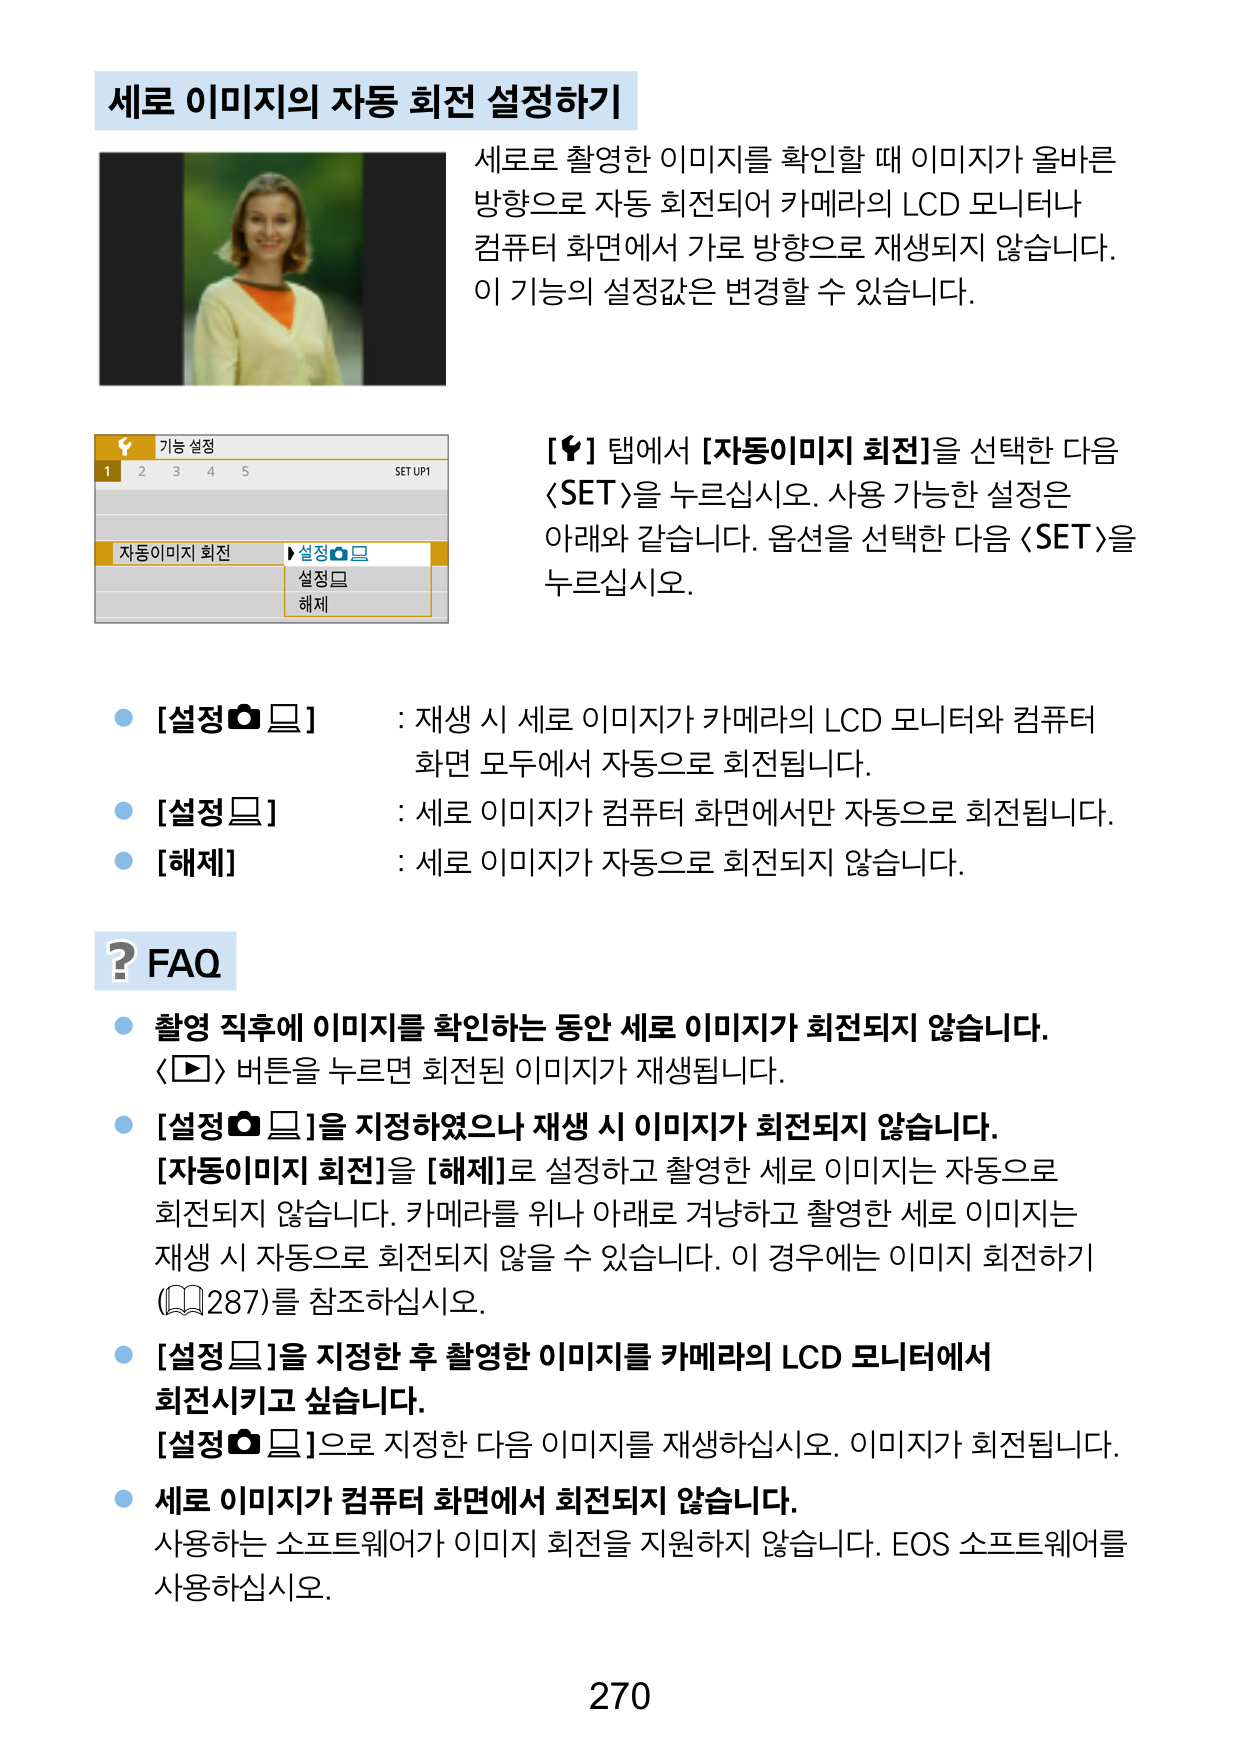 세로 이미지의 자동 회전 설정하기
세로로 촬영한 이미지를 확인할 때 이미지가 올바른
방향으로 자동 회전되어 카메라의 LCD 모니터나
컴퓨터 화면에서 가로 방향으로 재생되지 않습니다.
이 기능의 설정값은 변경할 수 있습니다.
기능 설정
1 2 3 4 5 SET UP1
자동이미지 회전 설정
설정
해제
[] 탭에서 [자동이미지 회전]을 선택한 다음
<SET>을 누르십시오. 사용 가능한 설정은
아래와 같습니다. 옵션을 선택한 다음 <SET>을
누르십시오.
● [설정] : 재생 시 세로 이미지가 카메라의 LCD 모니터와 컴퓨터
화면 모두에서 자동으로 회전됩니다.
● [설정] : 세로 이미지가 컴퓨터 화면에서만 자동으로 회전됩니다.
● [해제] : 세로 이미지가 자동으로 회전되지 않습니다.
? FAQ
● 촬영 직후에 이미지를 확인하는 동안 세로 이미지가 회전되지 않습니다.
<▶> 버튼을 누르면 회전된 이미지가 재생됩니다.
● [설정]을 지정하였으나 재생 시 이미지가 회전되지 않습니다.
[자동이미지 회전]을 [해제]로 설정하고 촬영한 세로 이미지는 자동으로
회전되지 않습니다. 카메라를 위나 아래로 겨냥하고 촬영한 세로 이미지는
재생 시 자동으로 회전되지 않을 수 있습니다. 이 경우에는 이미지 회전하기
(287)를 참조하십시오.
● [설정]을 지정한 후 촬영한 이미지를 카메라의 LCD 모니터에서
회전시키고 싶습니다.
[설정]으로 지정한 다음 이미지를 재생하십시오. 이미지가 회전됩니다.
● 세로 이미지가 컴퓨터 화면에서 회전되지 않습니다.
사용하는 소프트웨어가 이미지 회전을 지원하지 않습니다. EOS 소프트웨어를
사용하십시오.
270